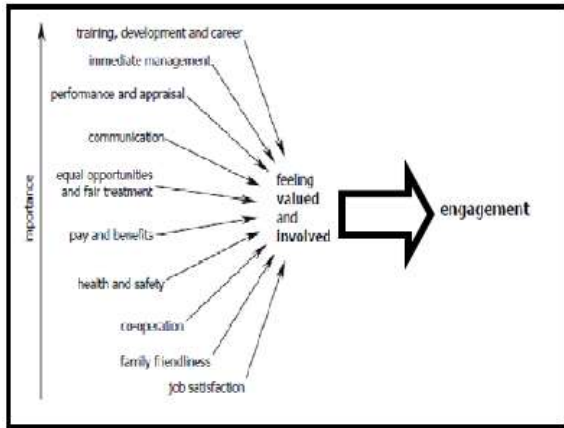 training, development and career
immediate management
performance and appraisal
communication
equal opportunities
and fair treatment
pay and benefits
health and safety
co-operation
family friendliness
job satisfaction
importance
feeling
valued
and
involved
engagement